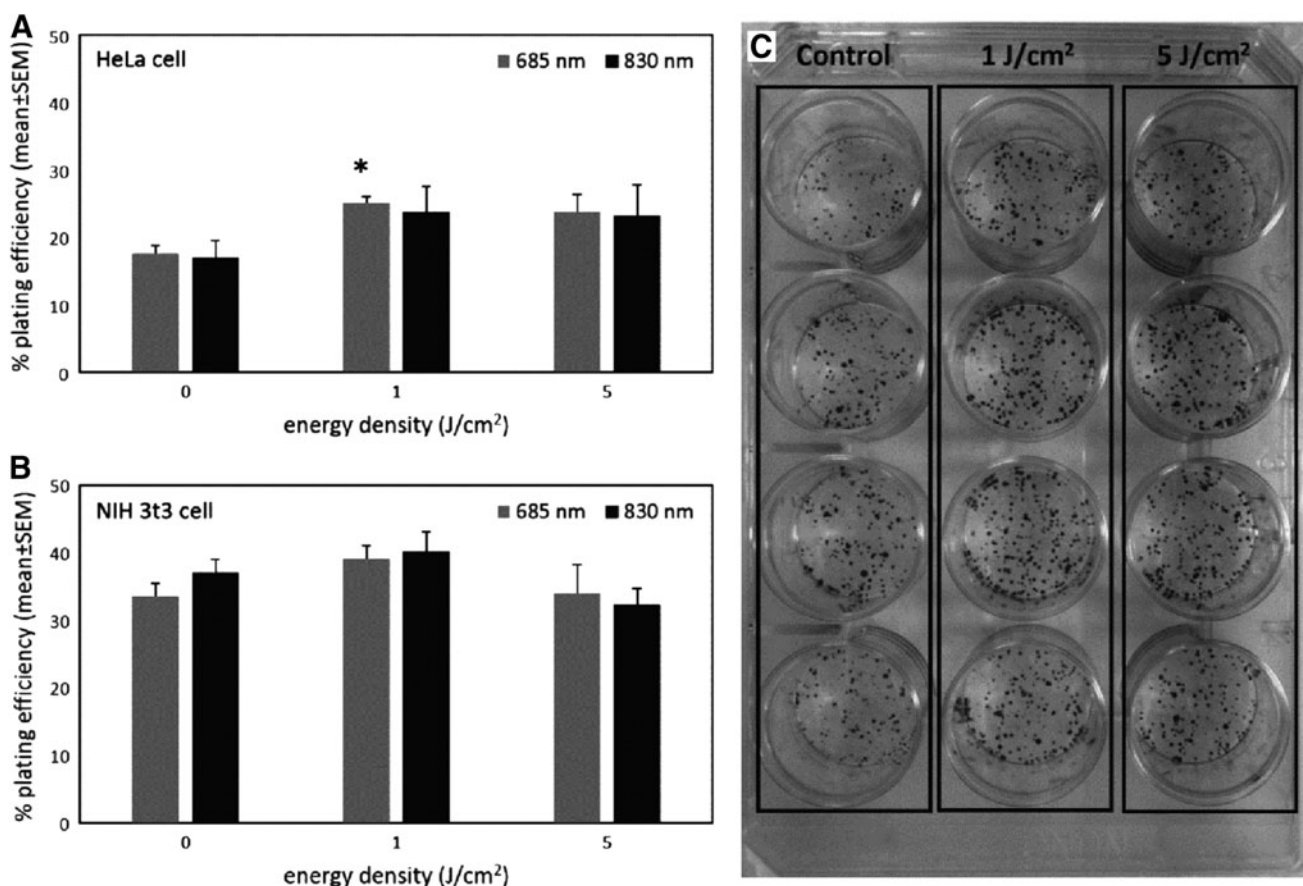 A
50
40
30
20
10
0
% plating efficiency (mean±SEM)
HeLa cell
685 nm
830 nm
*
0
1
5
energy density (J/cm²)
B
50
40
30
20
10
0
% plating efficiency (mean±SEM)
NIH 3t3 cell
685 nm
830 nm
0
1
5
energy density (J/cm²)
C
Control
1 J/cm²
5 J/cm²